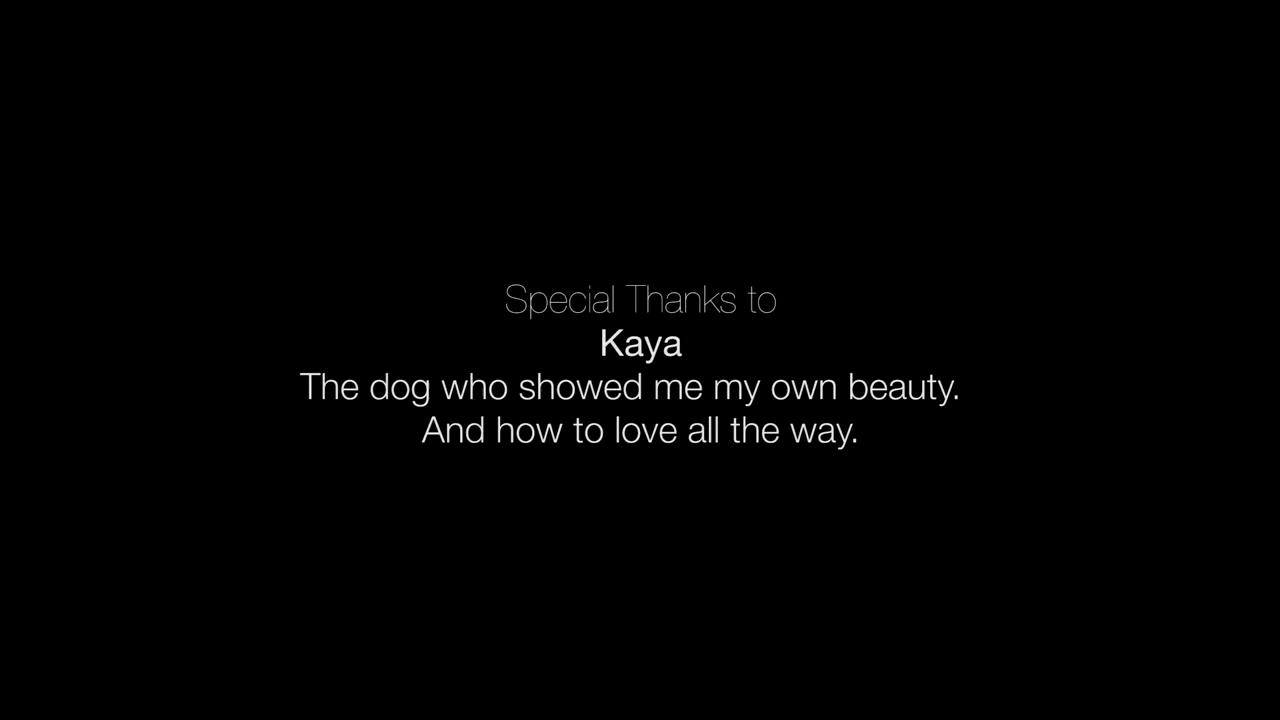 Special Thanks to
Kaya
The dog who showed me my own beauty.
And how to love all the way.